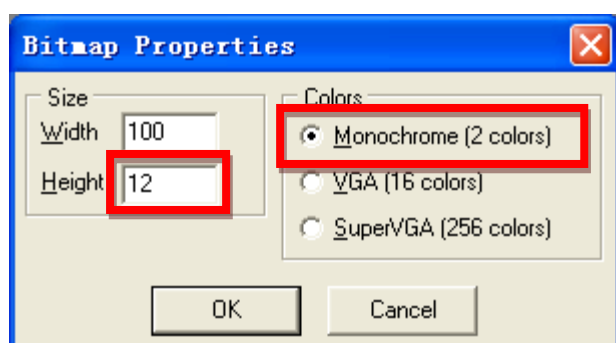 Bitmap Properties
Size
Width 100
Height 12
Colors
Monochrome (2 colors)
VGA (16 colors)
SuperVGA (256 colors)
OK
Cancel